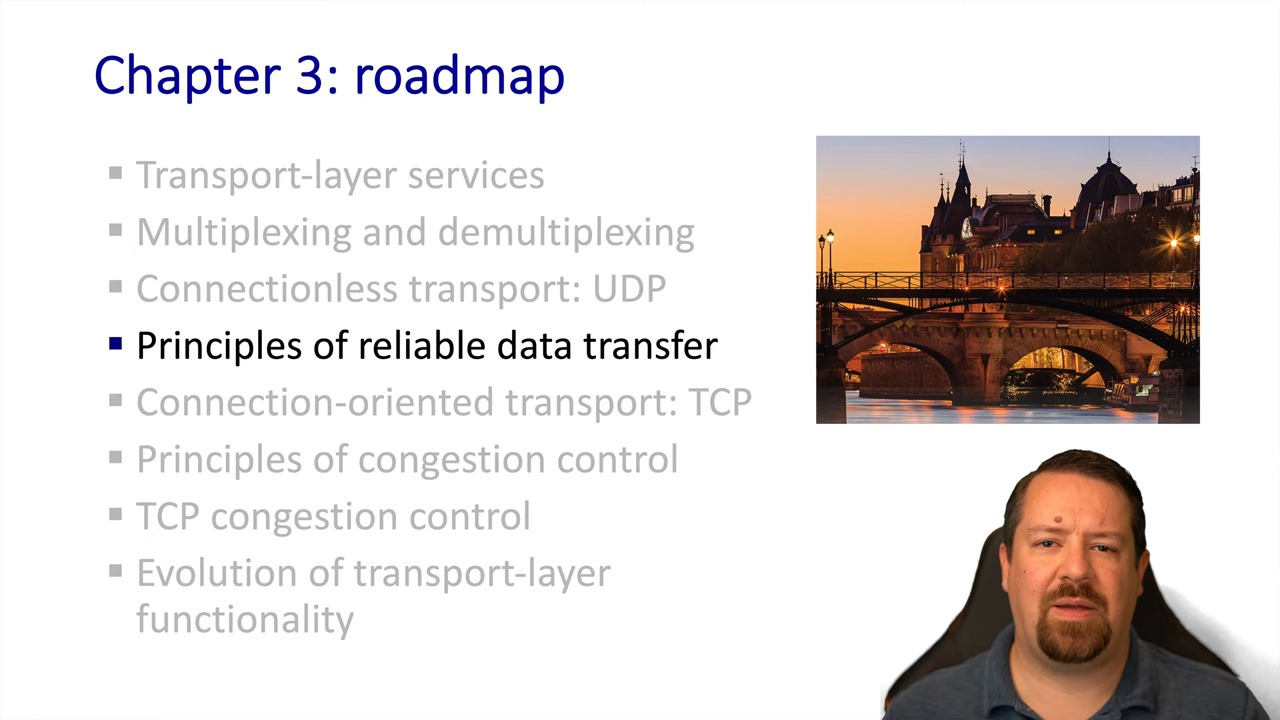 Chapter 3: roadmap
▪ Transport-layer services
▪ Multiplexing and demultiplexing
▪ Connectionless transport: UDP
▪ Principles of reliable data transfer
▪ Connection-oriented transport: TCP
▪ Principles of congestion control
▪ TCP congestion control
▪ Evolution of transport-layer
functionality